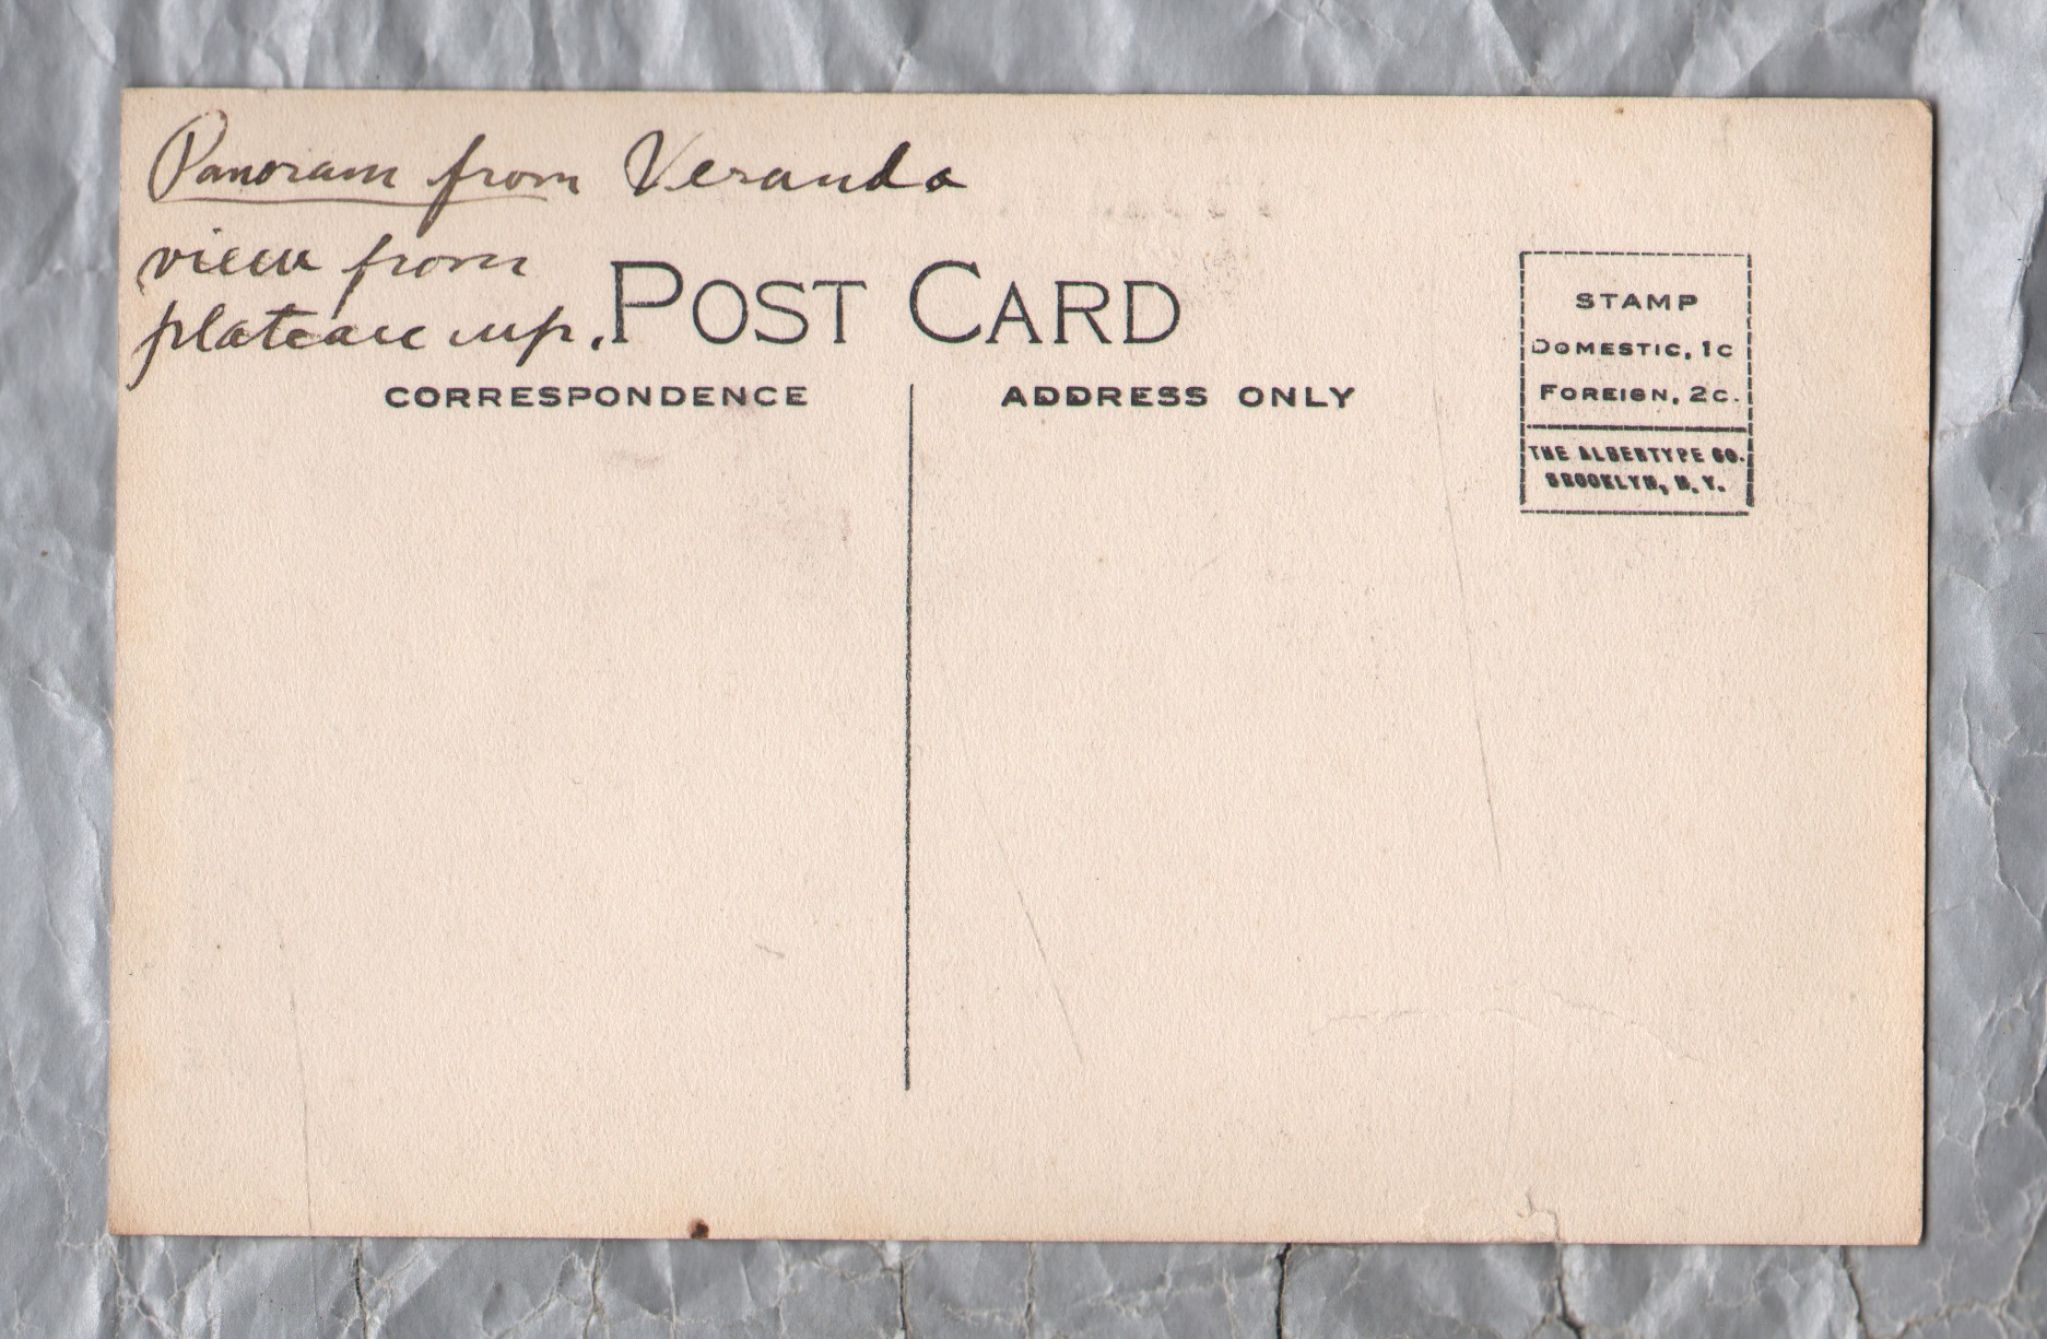 Panoram from Veranda
view from
plateau up.
POST CARD
CORRESPONDENCE
ADDRESS ONLY
STAMP
DOMESTIC, 1C
FOREIGN, 2C.
THE ALBERTYPE CO.
BROOKLYN, N. Y.